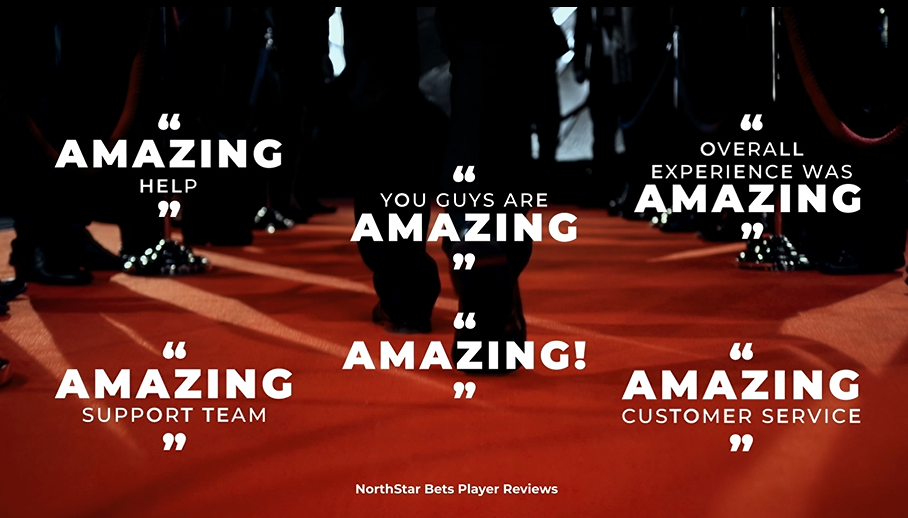 “
AMAZING
HELP
”
“
YOU GUYS ARE
AMAZING
”
“
OVERALL
EXPERIENCE WAS
AMAZING
”
“
AMAZING
SUPPORT TEAM
”
“
AMAZING!
”
“
AMAZING
CUSTOMER SERVICE
”
NorthStar Bets Player Reviews